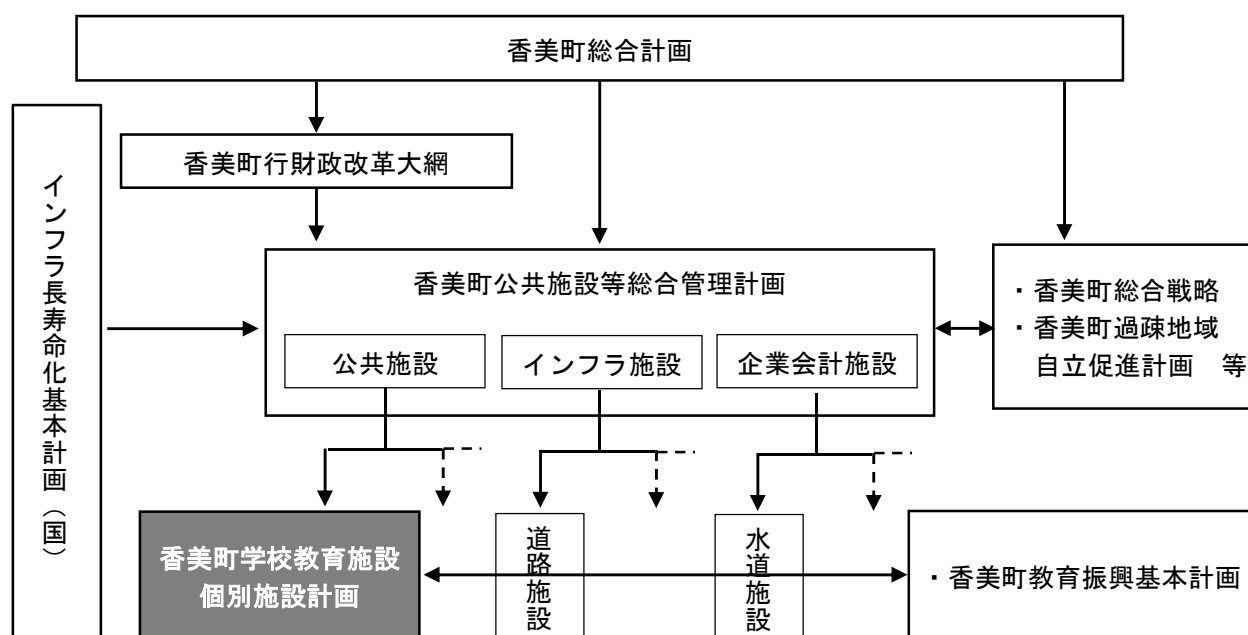 香美町総合計画
香美町行財政改革大綱
インフラ長寿命化基本計画（国）
香美町公共施設等総合管理計画
公共施設
インフラ施設
企業会計施設
・香美町総合戦略
・香美町過疎地域
自立促進計画　等
香美町学校教育施設
個別施設計画
道路施設
水道施設
・香美町教育振興基本計画